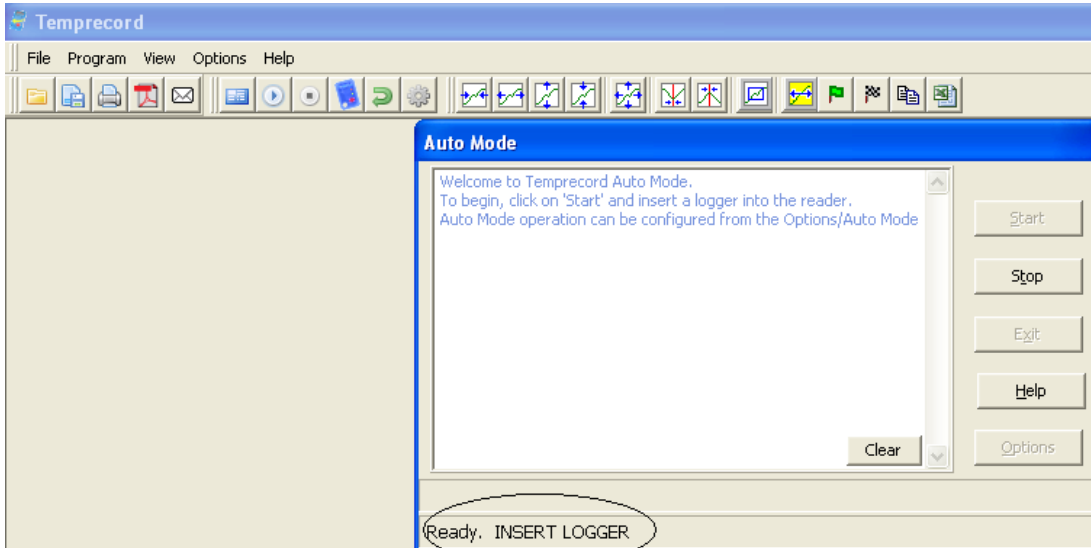 Temprecord
File Program View Options Help
Auto Mode
Welcome to Temprecord Auto Mode.
To begin, click on 'Start' and insert a logger into the reader.
Auto Mode operation can be configured from the Options/Auto Mode
Start
Stop
Exit
Help
Clear
Options
Ready. INSERT LOGGER